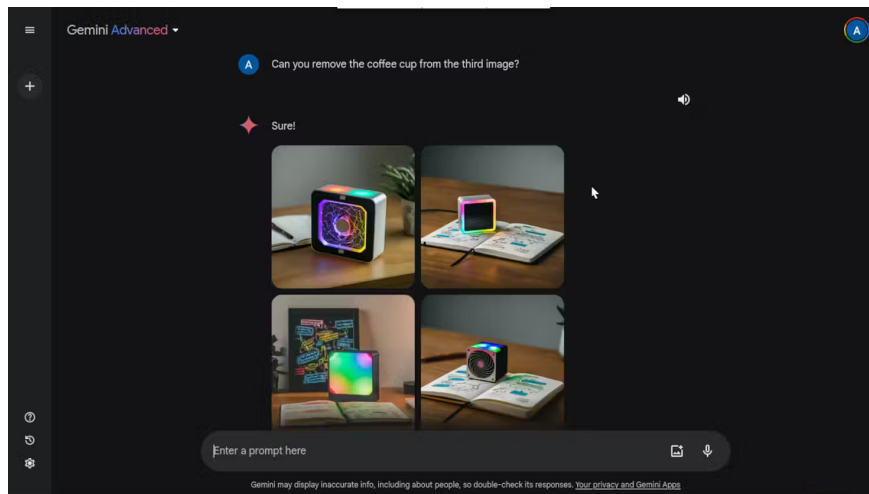 Gemini Advanced
A
A
Can you remove the coffee cup from the third image?
Sure!
Enter a prompt here
Gemini may display inaccurate info, including about people, so double-check its responses. Your privacy and Gemini Apps